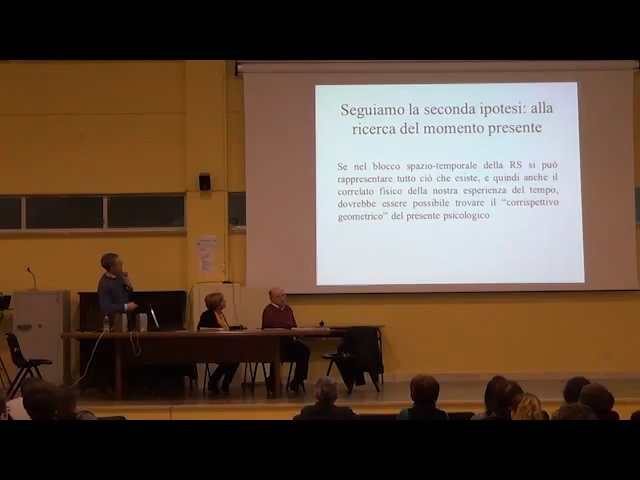 Seguiamo la seconda ipotesi: alla
ricerca del momento presente
Se nel blocco spazio-temporale della RS si può
rappresentare tutto ciò che esiste, e quindi anche il
correlato fisico della nostra esperienza del tempo,
dovrebbe essere possibile trovare il “corrispettivo
geometrico” del presente psicologico